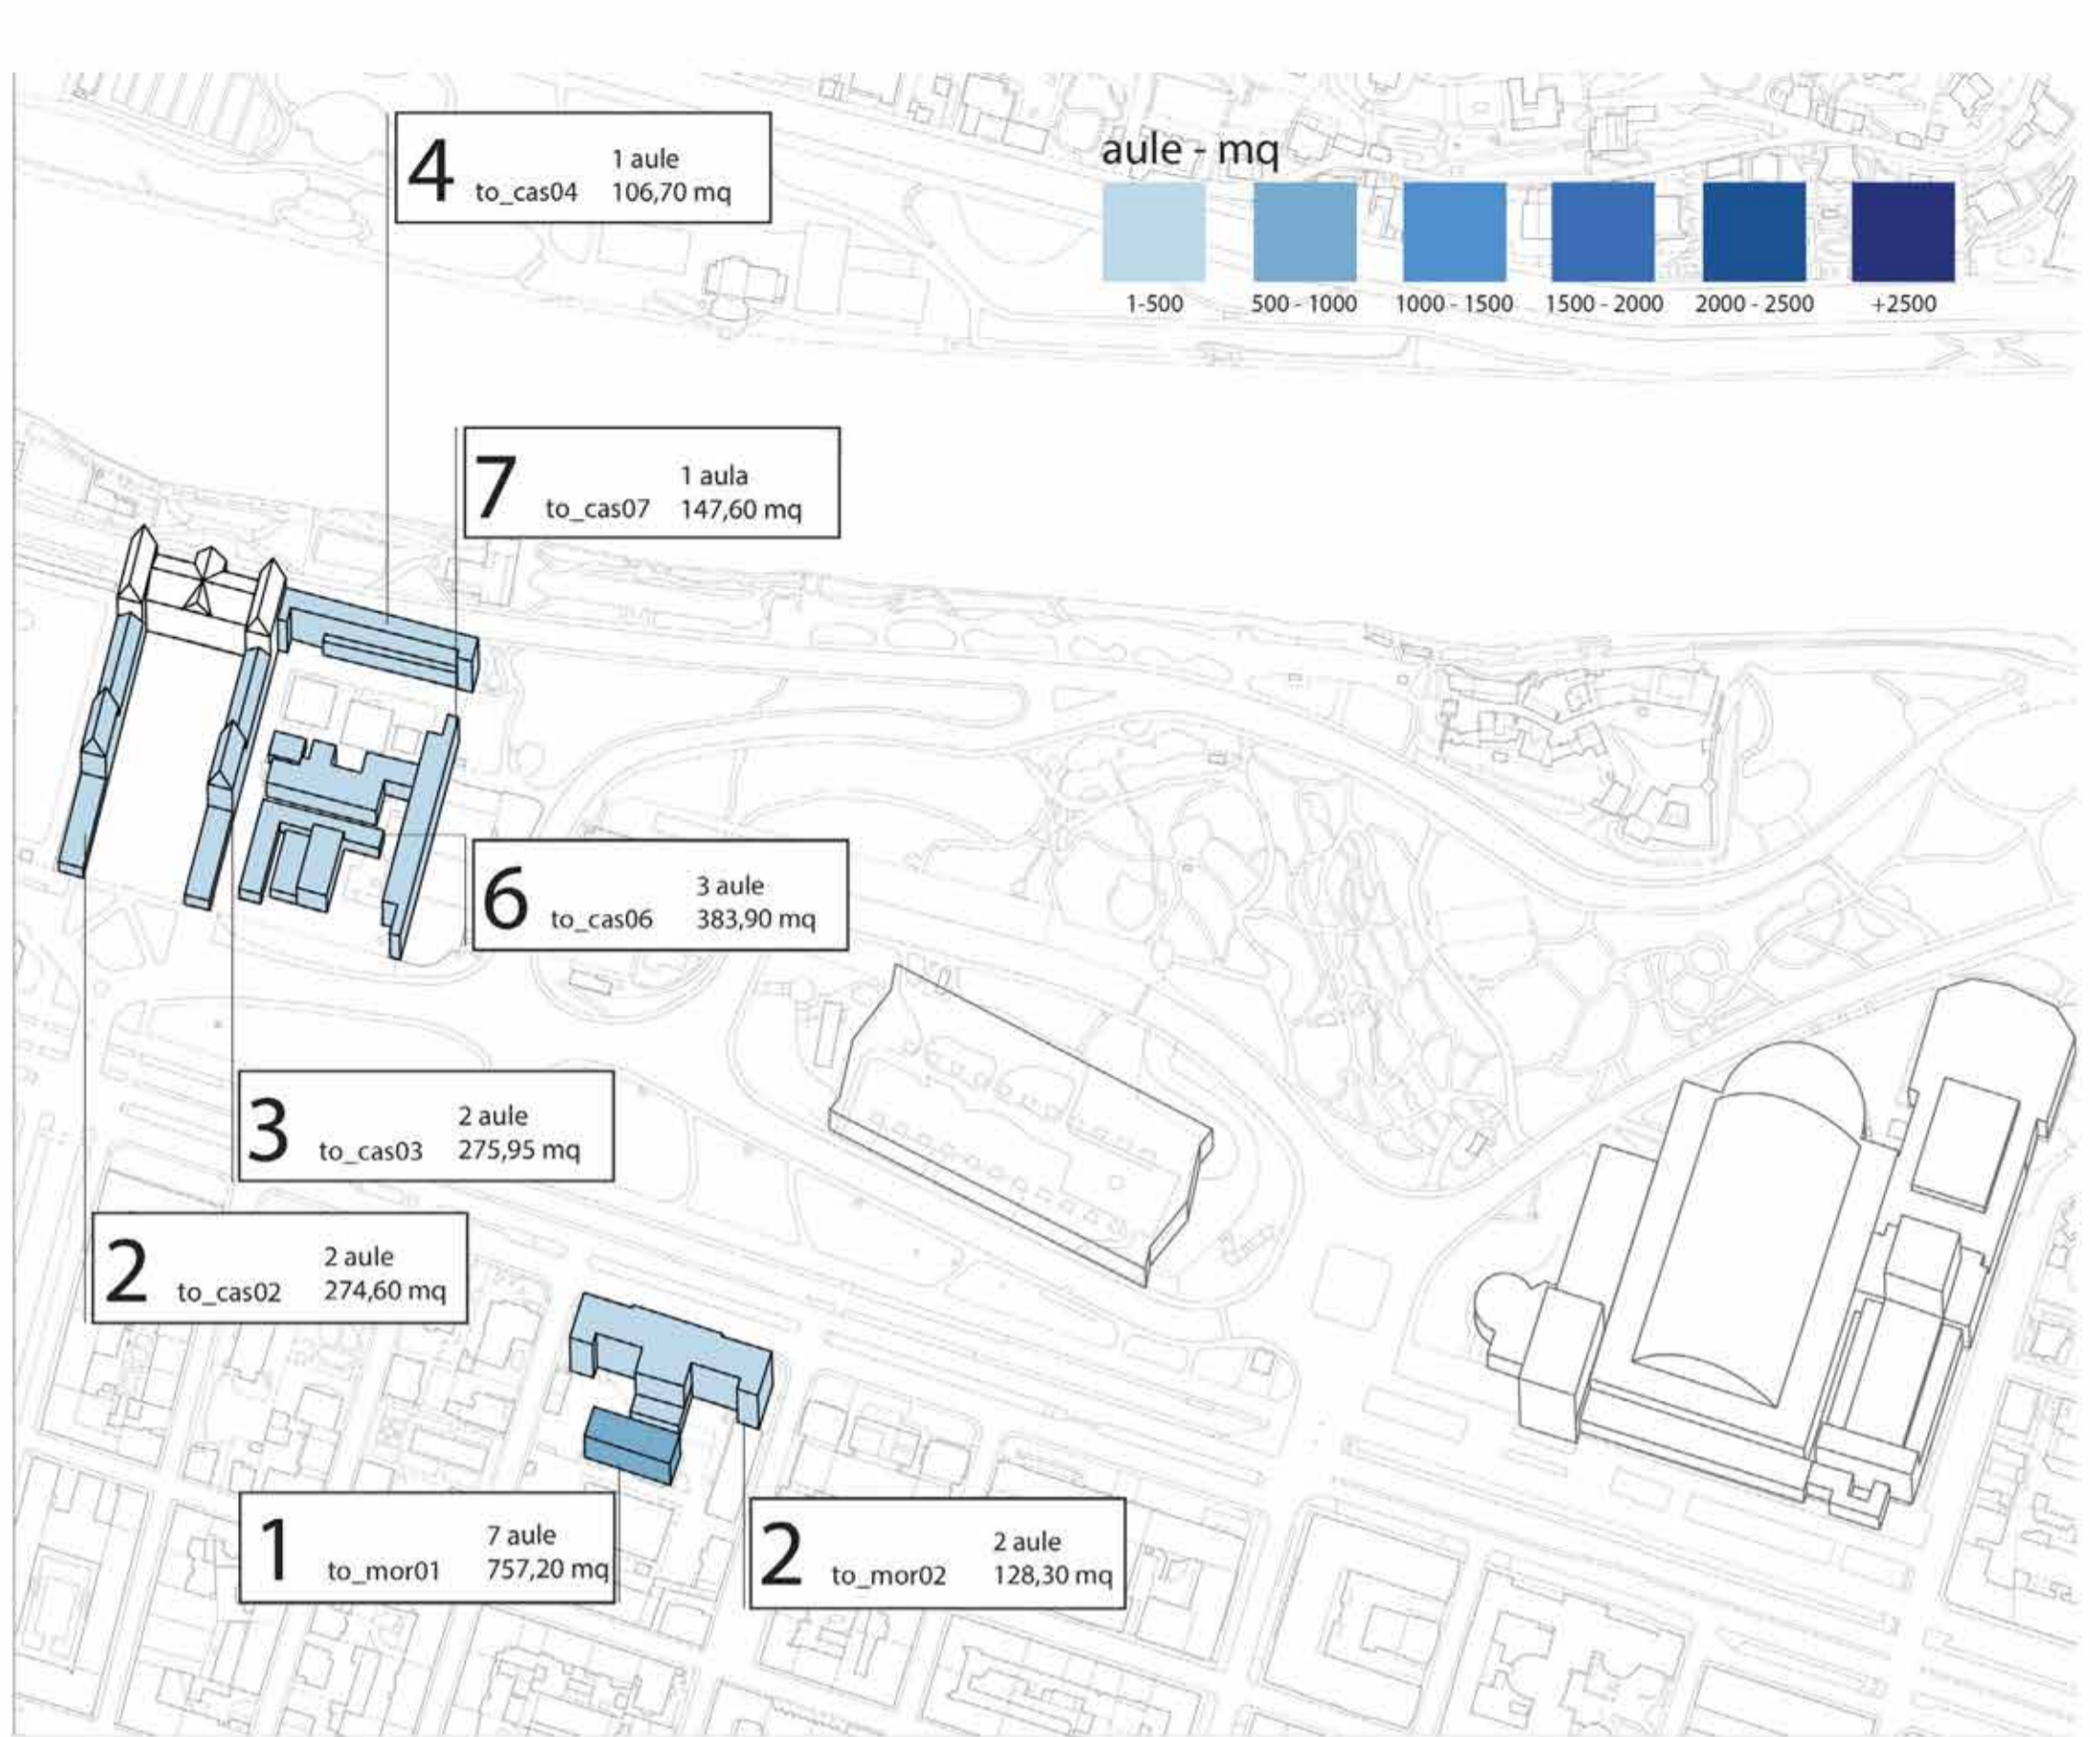 4
1 aule
to_cas04 106,70 mq
aule - mq
1-500 500 - 1000 1000 - 1500 1500 - 2000 2000 - 2500 +2500
7
1 aula
to_cas07 147,60 mq
6
3 aule
to_cas06 383,90 mq
3
2 aule
to_cas03 275,95 mq
2
2 aule
to_cas02 274,60 mq
1
7 aule
to_mor01 757,20 mq
2
2 aule
to_mor02 128,30 mq